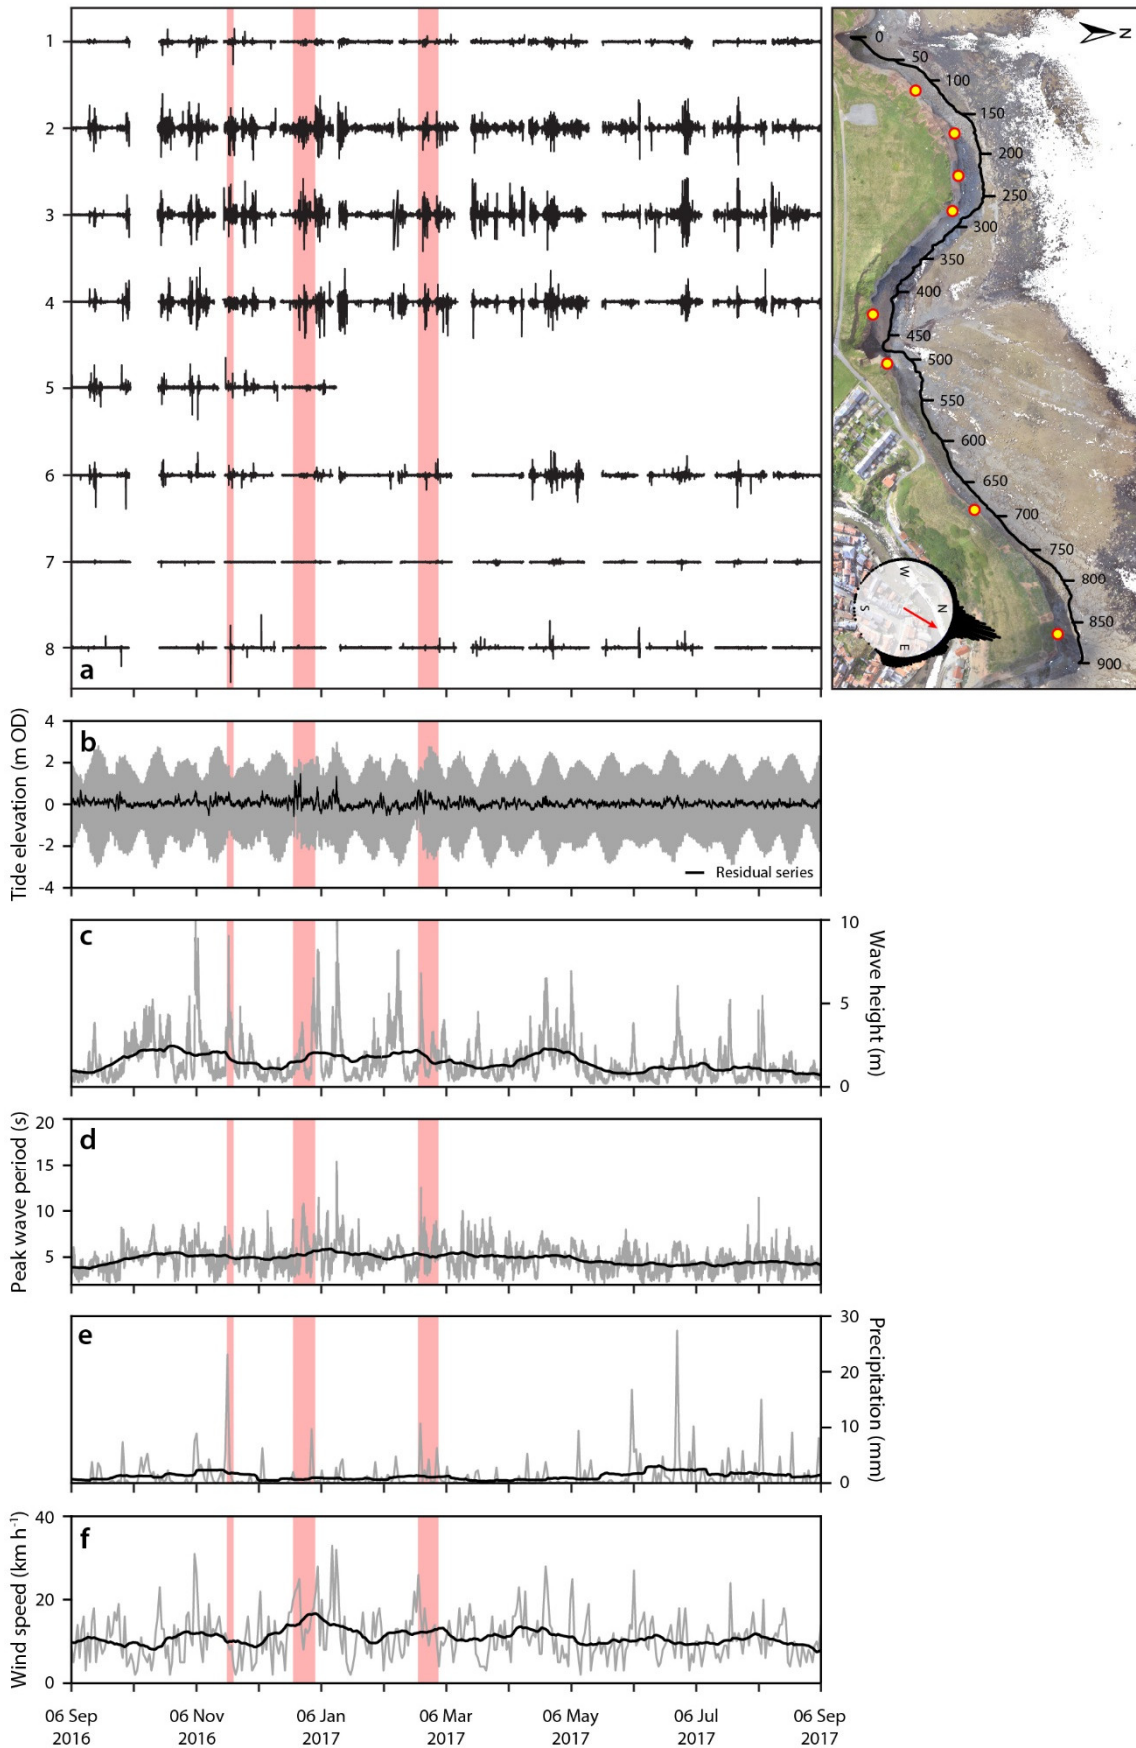 1
2
3
4
5
6
7
8
a
N
0
50
100
150
200
250
300
350
400
450
500
550
600
650
700
750
800
850
900
W
S
N
E
Tide elevation (m OD)
4
2
0
-2
-4
b
Residual series
c
10
5
0
Wave height (m)
Peak wave period (s)
20
15
10
5
d
e
30
20
10
0
Precipitation (mm)
Wind speed (km h⁻¹)
40
20
0
f
06 Sep 06 Nov 06 Jan 06 Mar 06 May 06 Jul 06 Sep
2016 2016 2017 2017 2017 2017 2017